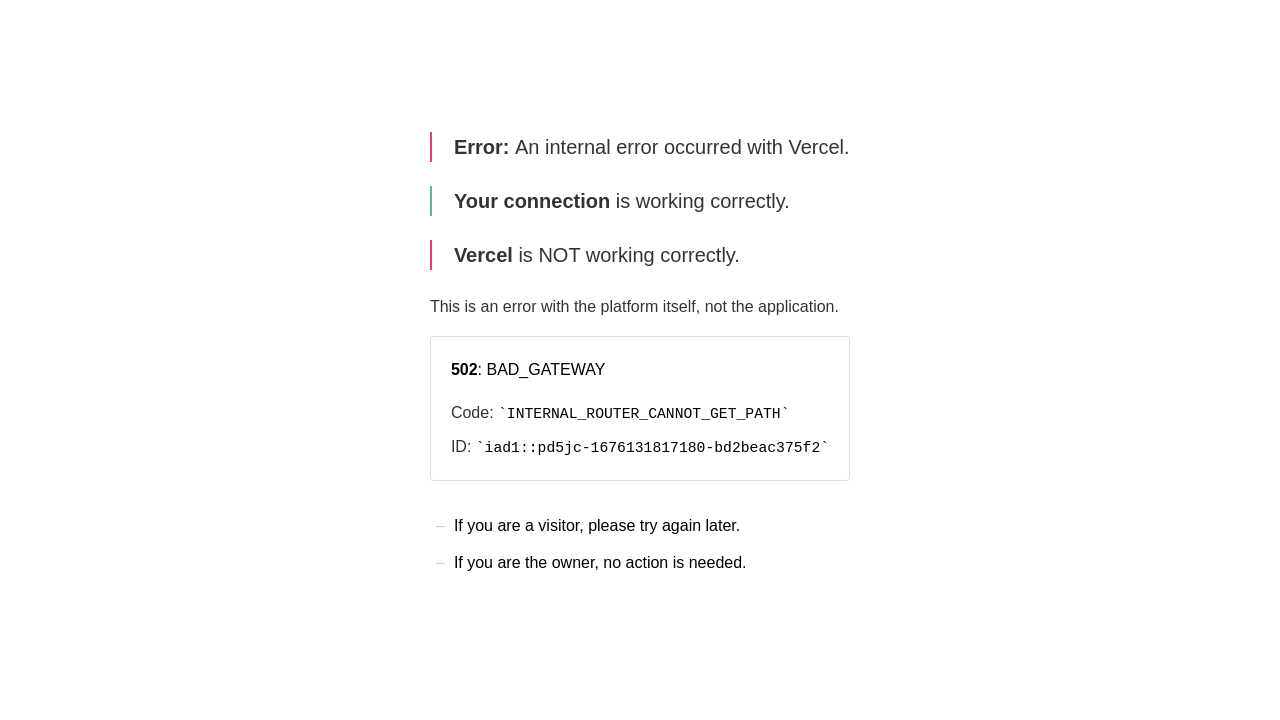 Error: An internal error occurred with Vercel.
Your connection is working correctly.
Vercel is NOT working correctly.
This is an error with the platform itself, not the application.
502: BAD_GATEWAY
Code: `INTERNAL_ROUTER_CANNOT_GET_PATH`
ID: `iad1::pd5jc-1676131817180-bd2beac375f2`
– If you are a visitor, please try again later.
– If you are the owner, no action is needed.